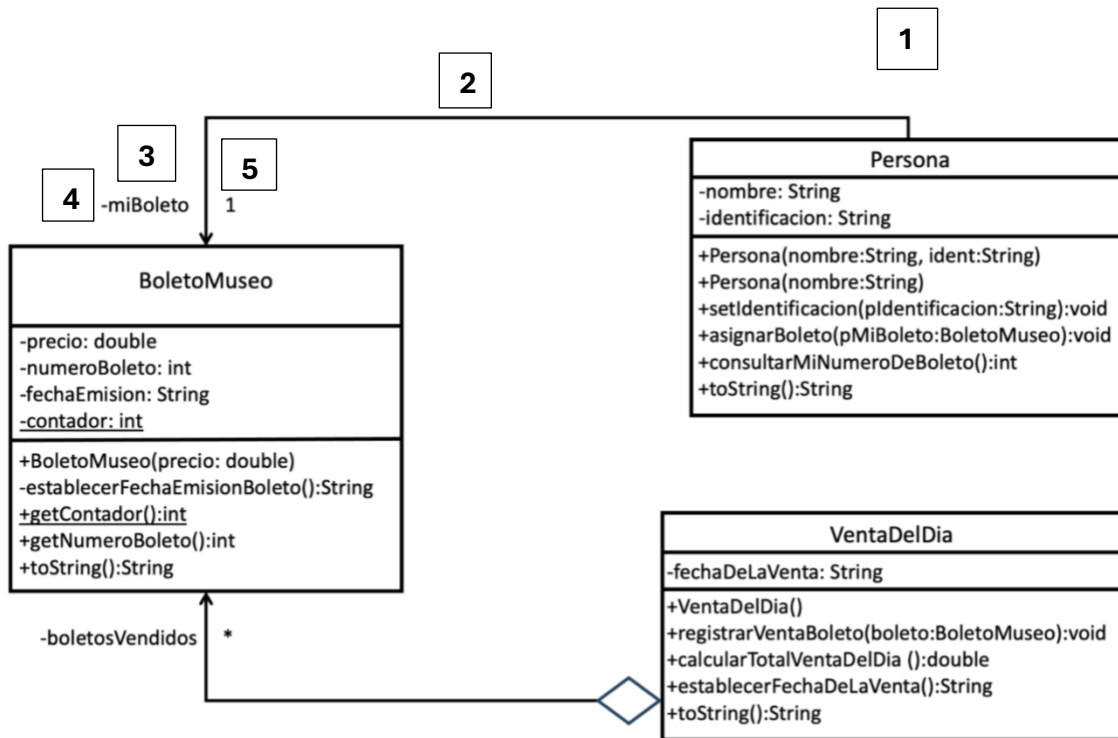 1
2
3
5
4
-miBoleto
1
Persona
-nombre: String
-identificacion: String
+Persona(nombre:String, ident:String)
+Persona(nombre:String)
+setIdentificacion(pIdentificacion:String):void
+asignarBoleto(pMiBoleto:BoletoMuseo):void
+consultarMiNumeroDeBoleto():int
+toString():String
BoletoMuseo
-precio: double
-numeroBoleto: int
-fechaEmision: String
-contador: int
+BoletoMuseo(precio: double)
-establecerFechaEmisionBoleto():String
+getContador():int
+getNumeroBoleto():int
+toString():String
-boletosVendidos
*
VentaDelDia
-fechaDeLaVenta: String
+VentaDelDia()
+registrarVentaBoleto(boleto:BoletoMuseo):void
+calcularTotalVentaDelDia ():double
+establecerFechaDeLaVenta():String
+toString():String